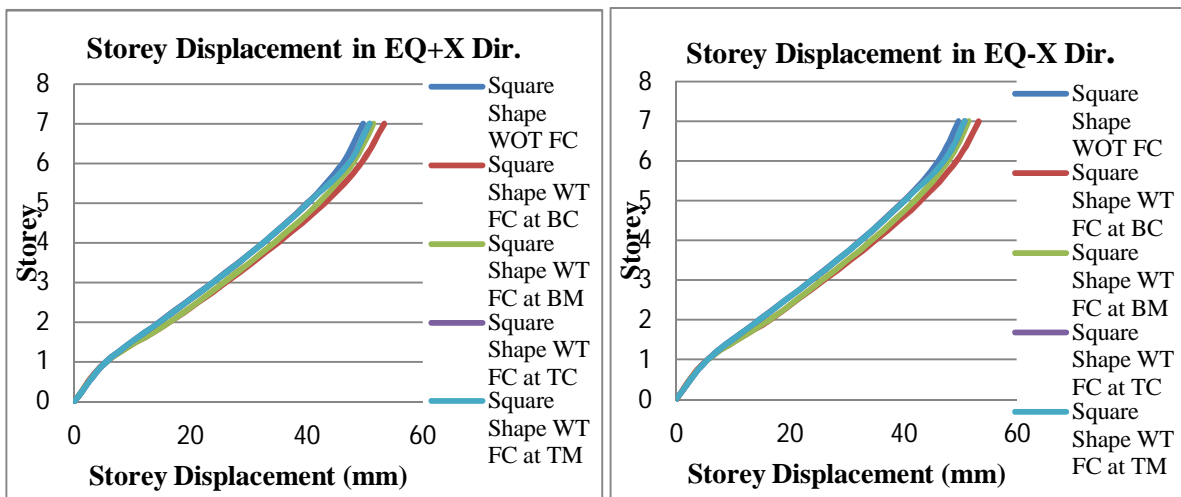 Storey Displacement in EQ+X Dir.
8
7
6
5
4
3
2
1
0
Storey
0 20 40 60
Storey Displacement (mm)
Square
Shape
WOT FC
Square
Shape WT
FC at BC
Square
Shape WT
FC at BM
Square
Shape WT
FC at TC
Square
Shape WT
FC at TM
Storey Displacement in EQ-X Dir.
8
7
6
5
4
3
2
1
0
Storey
0 20 40 60
Storey Displacement (mm)
Square
Shape
WOT FC
Square
Shape WT
FC at BC
Square
Shape WT
FC at BM
Square
Shape WT
FC at TC
Square
Shape WT
FC at TM